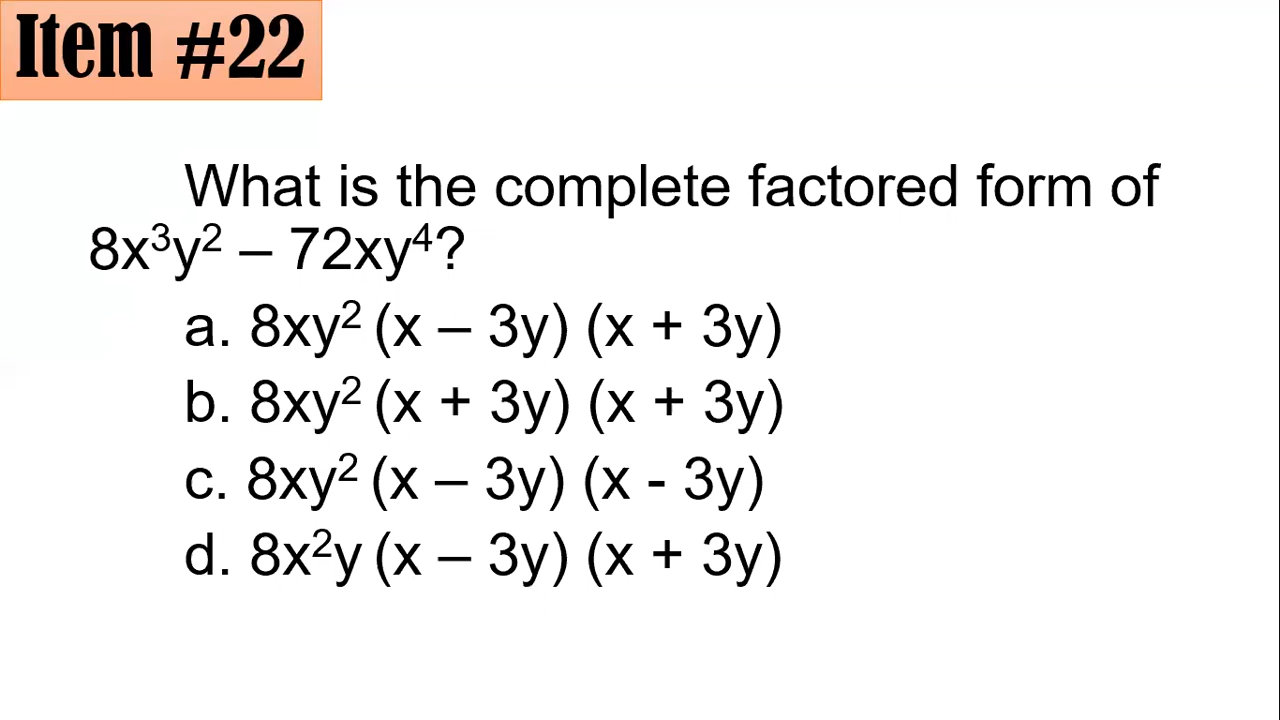 Item #22
What is the complete factored form of
8x³y² – 72xy⁴?
a. 8xy² (x – 3y) (x + 3y)
b. 8xy² (x + 3y) (x + 3y)
c. 8xy² (x – 3y) (x - 3y)
d. 8x²y (x – 3y) (x + 3y)